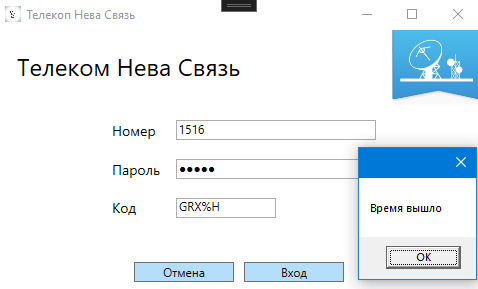 Телекоп Нева Связь
Телеком Нева Связь
Номер 1516
Пароль ●●●●●
Код GRX%H
Время вышло
OK
Отмена Вход